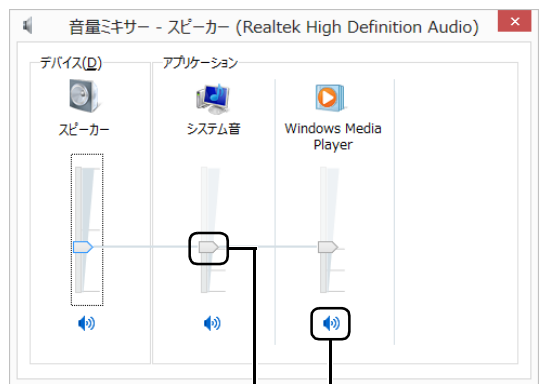 音量ミキサー - スピーカー (Realtek High Definition Audio)
デバイス(D)
アプリケーション
スピーカー
システム音
Windows Media
Player